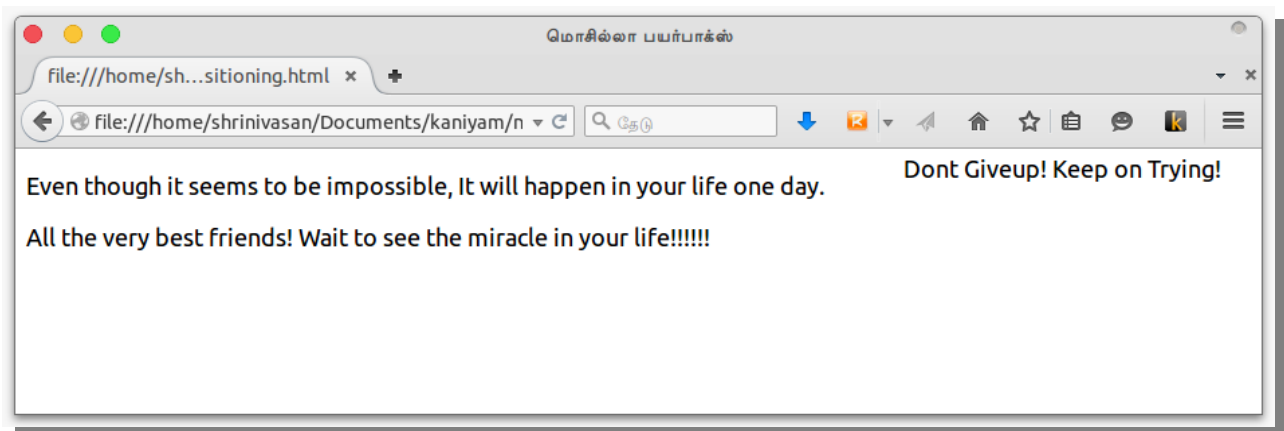 மொசில்லா பயர்பாக்ஸ்
file:///home/sh...sitioning.html
file:///home/shrinivasan/Documents/kaniyam/n
தேடு
Dont Giveup! Keep on Trying!
Even though it seems to be impossible, It will happen in your life one day.
All the very best friends! Wait to see the miracle in your life!!!!!!